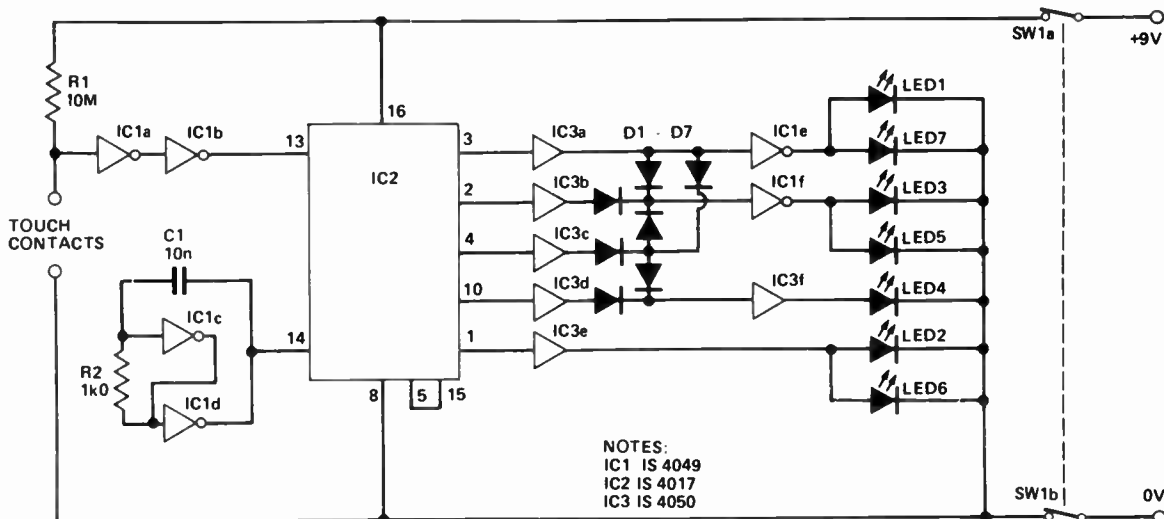 SW1a
+9V
R1
10M
IC1a
IC1b
13
16
IC2
3
2
4
10
1
IC3a
D1 - D7
IC1e
LED1
LED7
IC3b
IC1f
LED3
IC3c
LED5
IC3d
IC3f
LED4
IC3e
LED2
LED6
TOUCH
CONTACTS
C1
10n
IC1c
14
R2
1k0
IC1d
8
5
15
NOTES:
IC1 IS 4049
IC2 IS 4017
IC3 IS 4050
SW1b
0V